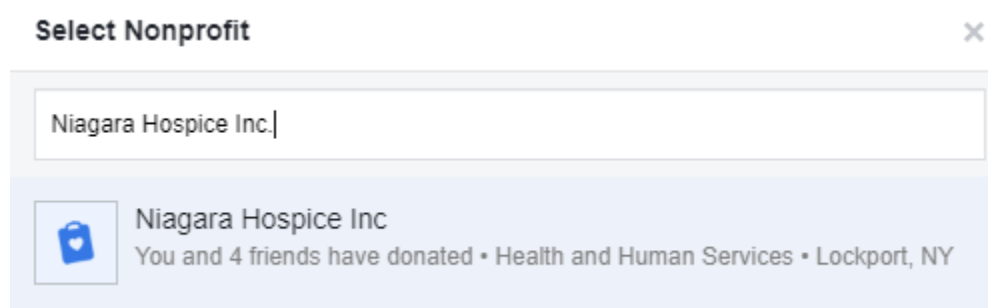 Select Nonprofit
Niagara Hospice Inc.
Niagara Hospice Inc
You and 4 friends have donated • Health and Human Services • Lockport, NY